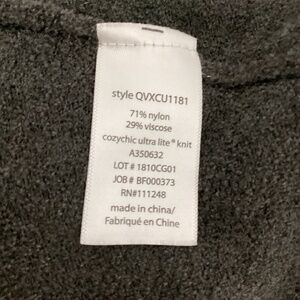 style QVXCU1181
71% nylon
29% viscose
cozychic ultra lite® knit
A350632
LOT # 1810CG01
JOB # BF000373
RN#111248
made in china/
Fabriqué en Chine